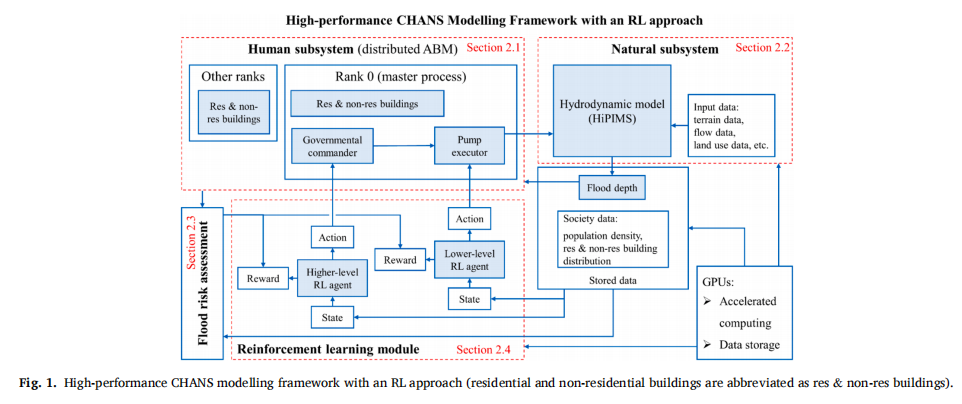 High-performance CHANS Modelling Framework with an RL approach
Human subsystem (distributed ABM) Section 2.1
Natural subsystem Section 2.2
Other ranks
Res & non-
res buildings
Rank 0 (master process)
Res & non-res buildings
Governmental
commander
Pump
executor
Hydrodynamic model
(HiPIMS)
Input data:
terrain data,
flow data,
land use data, etc.
Flood depth
Society data:
population density,
res & non-res building
distribution
Stored data
Section 2.3
Flood risk assessment
Action
Reward
Higher-level
RL agent
State
Action
Reward
Lower-level
RL agent
State
Reinforcement learning module Section 2.4
GPUs:
➢ Accelerated
computing
➢ Data storage
Fig. 1. High-performance CHANS modelling framework with an RL approach (residential and non-residential buildings are abbreviated as res & non-res buildings).